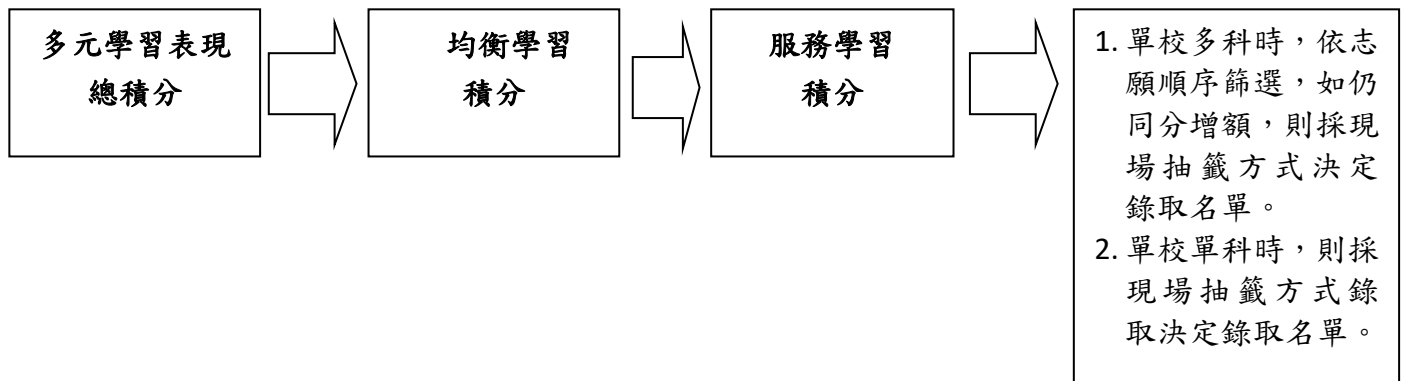 多元學習表現
總積分
均衡學習
積分
服務學習
積分
1. 單校多科時，依志
願順序篩選，如仍
同分增額，則採現
場抽籤方式決定
錄取名單。
2. 單校單科時，則採
現場抽籤方式錄
取決定錄取名單。